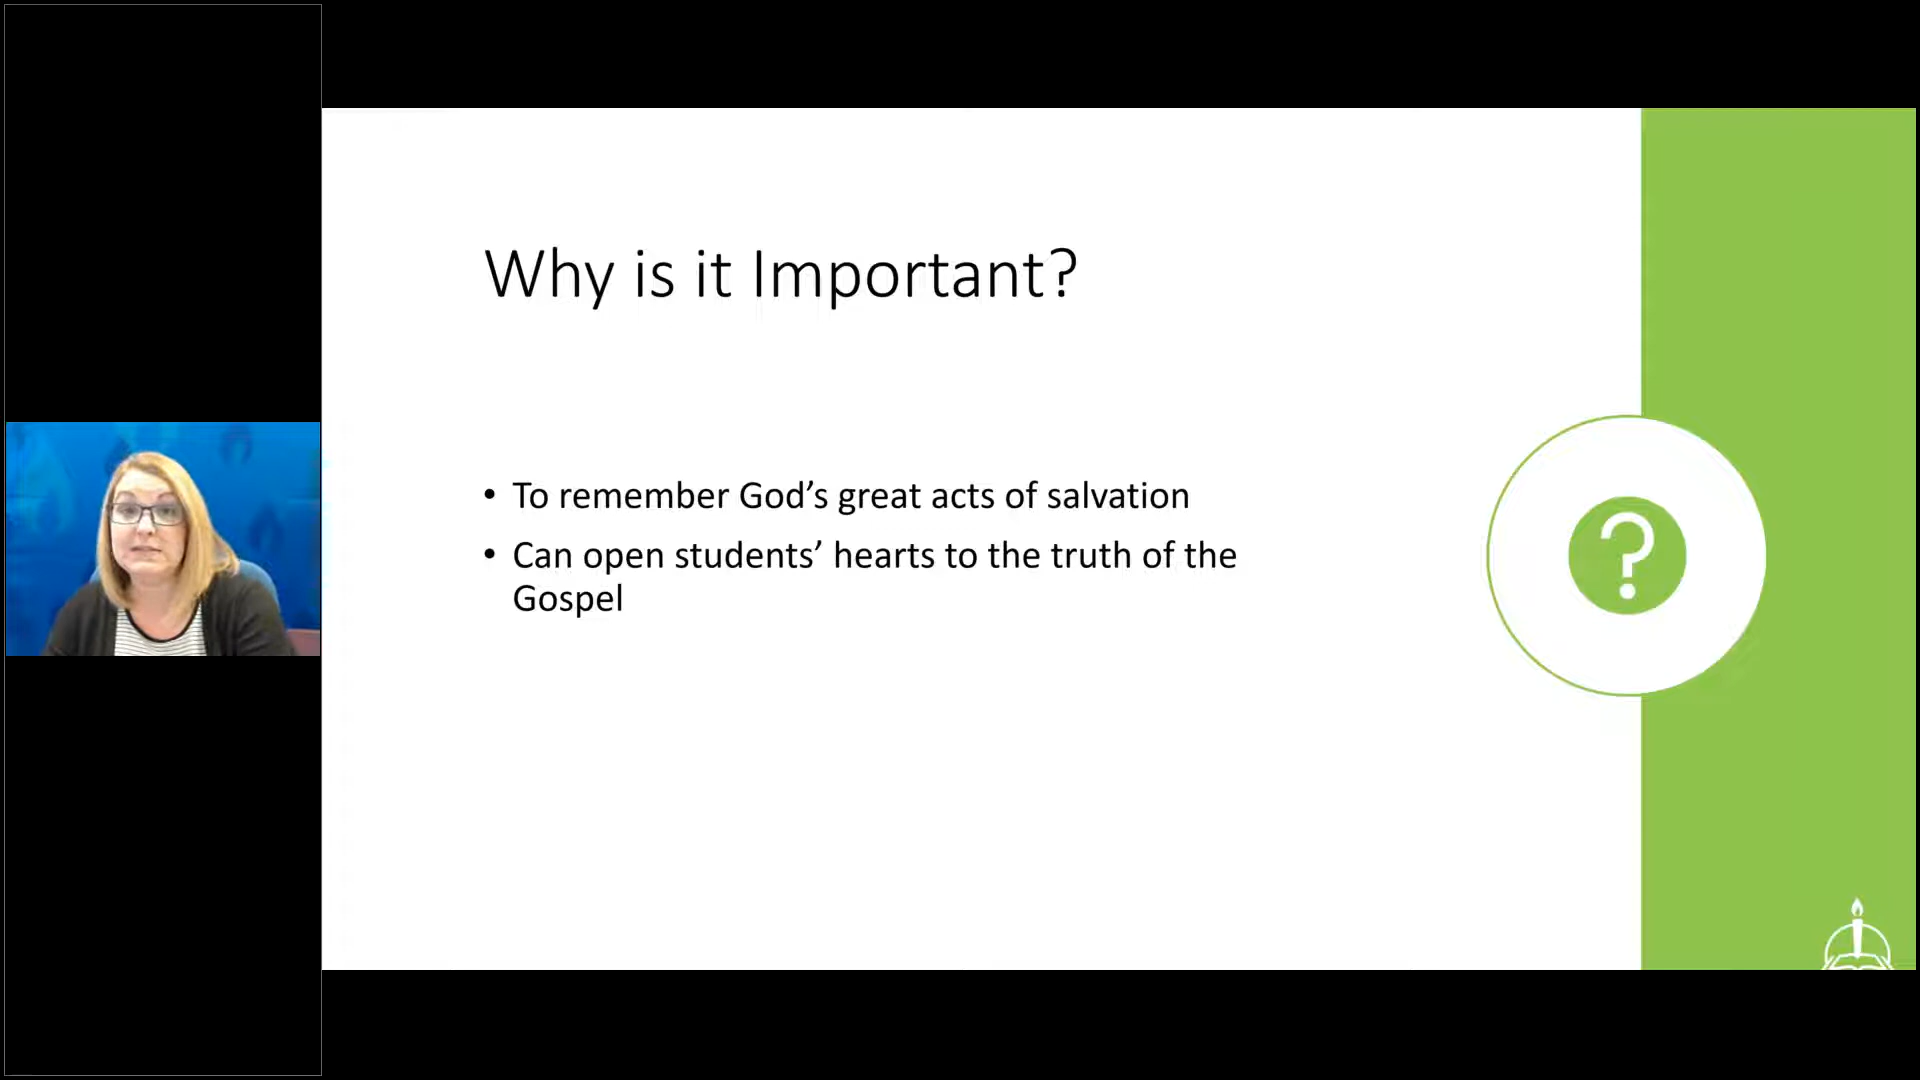 Why is it Important?
• To remember God’s great acts of salvation
• Can open students’ hearts to the truth of the
Gospel
?